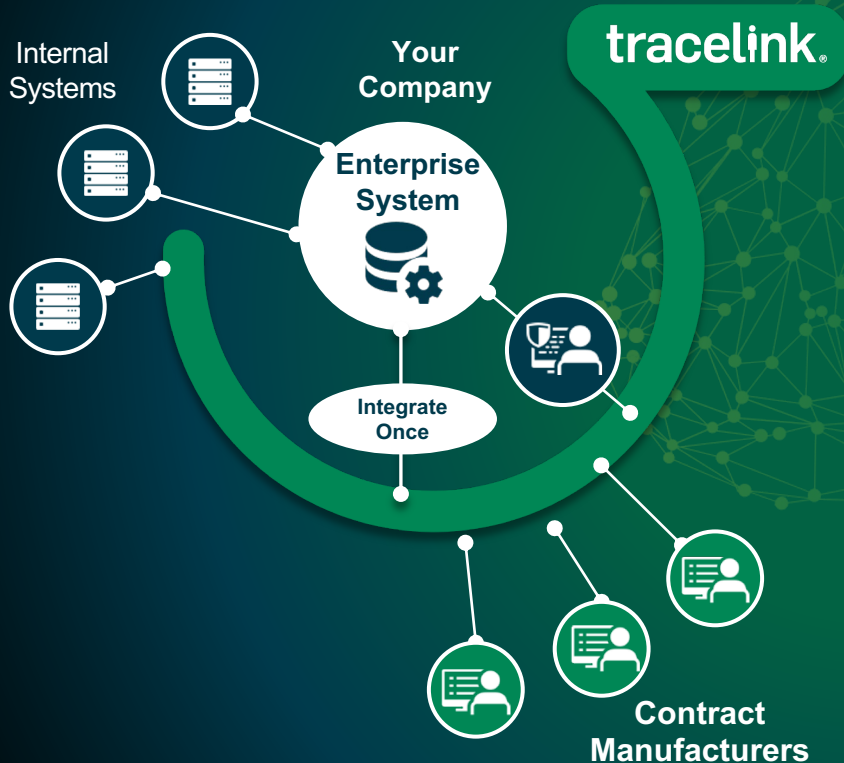 Internal
Systems
Your
Company
tracelink®
Enterprise
System
Integrate
Once
Contract
Manufacturers